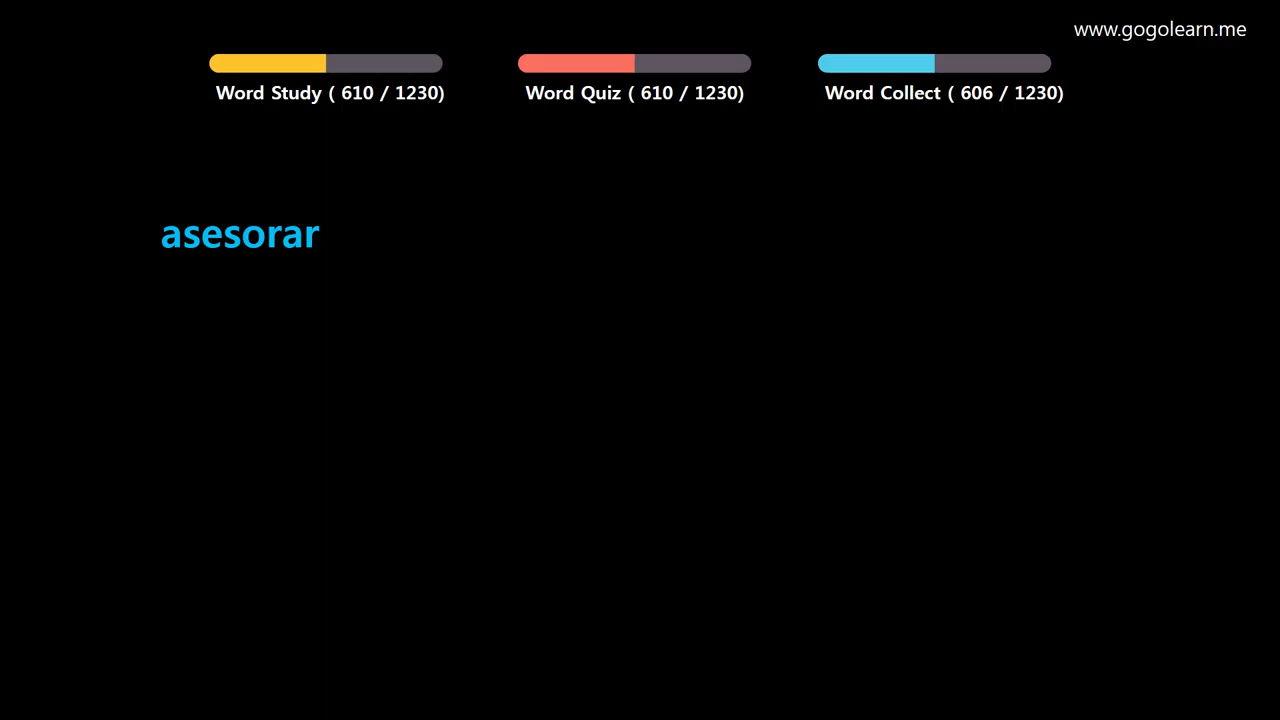 www.gogolearn.me
Word Study ( 610 / 1230)
Word Quiz ( 610 / 1230)
Word Collect ( 606 / 1230)
asesorar